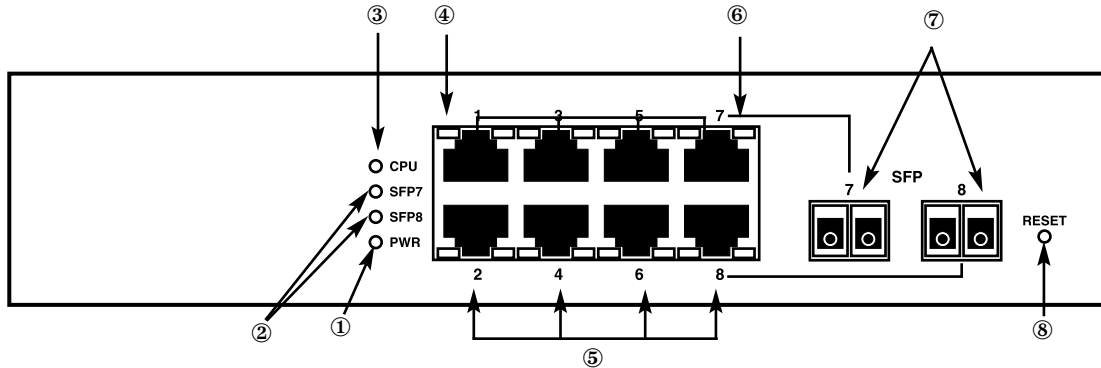 ③ ④ ⑥ ⑦
1 3 5 7
CPU
SFP7
SFP8
PWR
7 SFP 8
RESET
2 4 6 8
② ① ⑤ ⑧